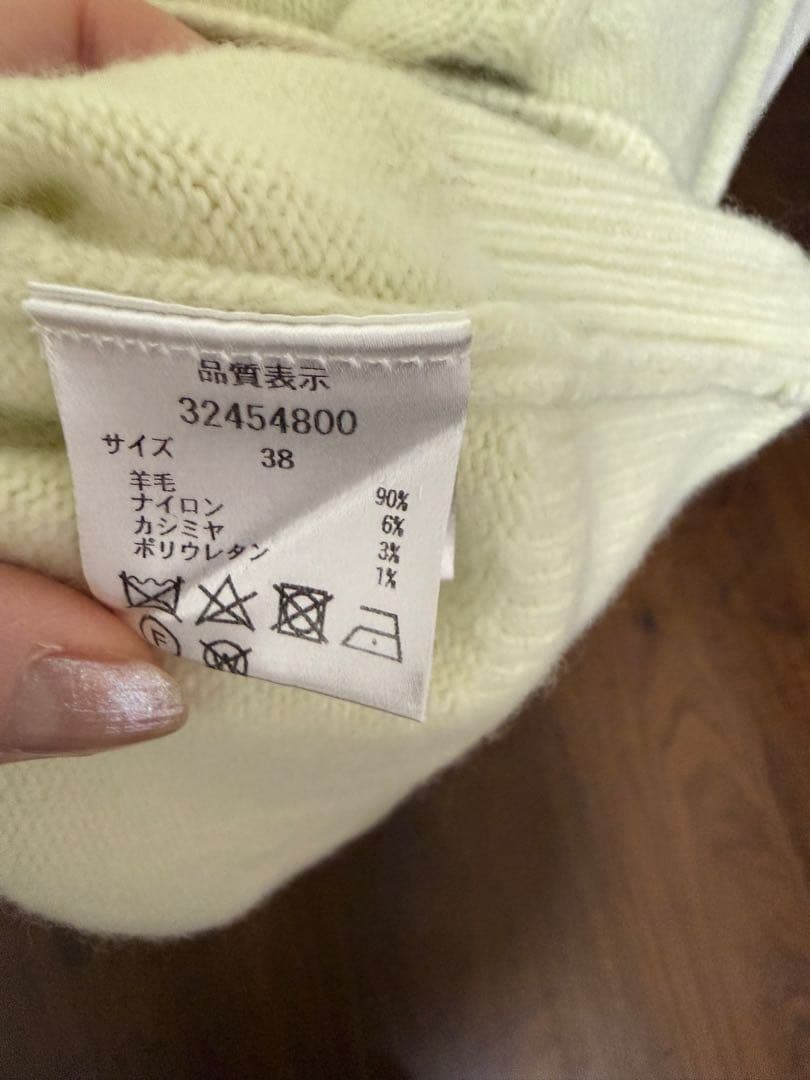 品質表示
32454800
サイズ 38
羊毛 90%
ナイロン 6%
カシミヤ 3%
ポリウレタン 1%
F
W